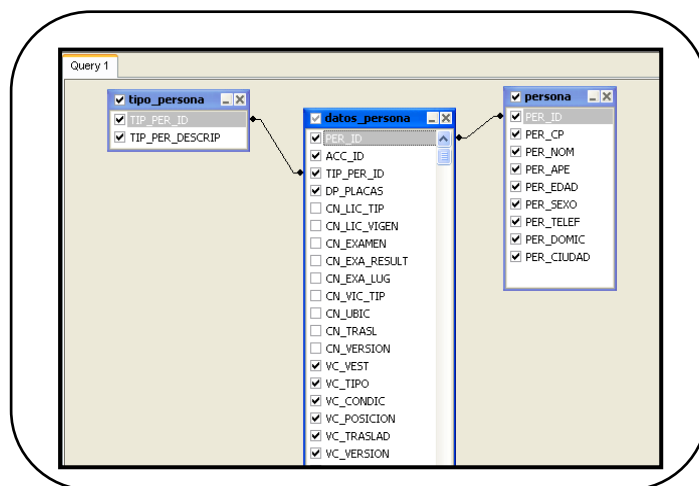 Query 1
tipo_persona
TIP_PER_ID
TIP_PER_DESCRIP
datos_persona
PER_ID
ACC_ID
TIP_PER_ID
DP_PLACAS
CN_LIC_TIP
CN_LIC_VIGEN
CN_EXAMEN
CN_EXA_RESULT
CN_EXA_LUG
CN_VIC_TIP
CN_UBIC
CN_TRASL
CN_VERSION
VC_VEST
VC_TIPO
VC_CONDIC
VC_POSICION
VC_TRASLAD
VC_VERSION
persona
PER_ID
PER_CP
PER_NOM
PER_APE
PER_EDAD
PER_SEXO
PER_TELEF
PER_DOMIC
PER_CIUDAD